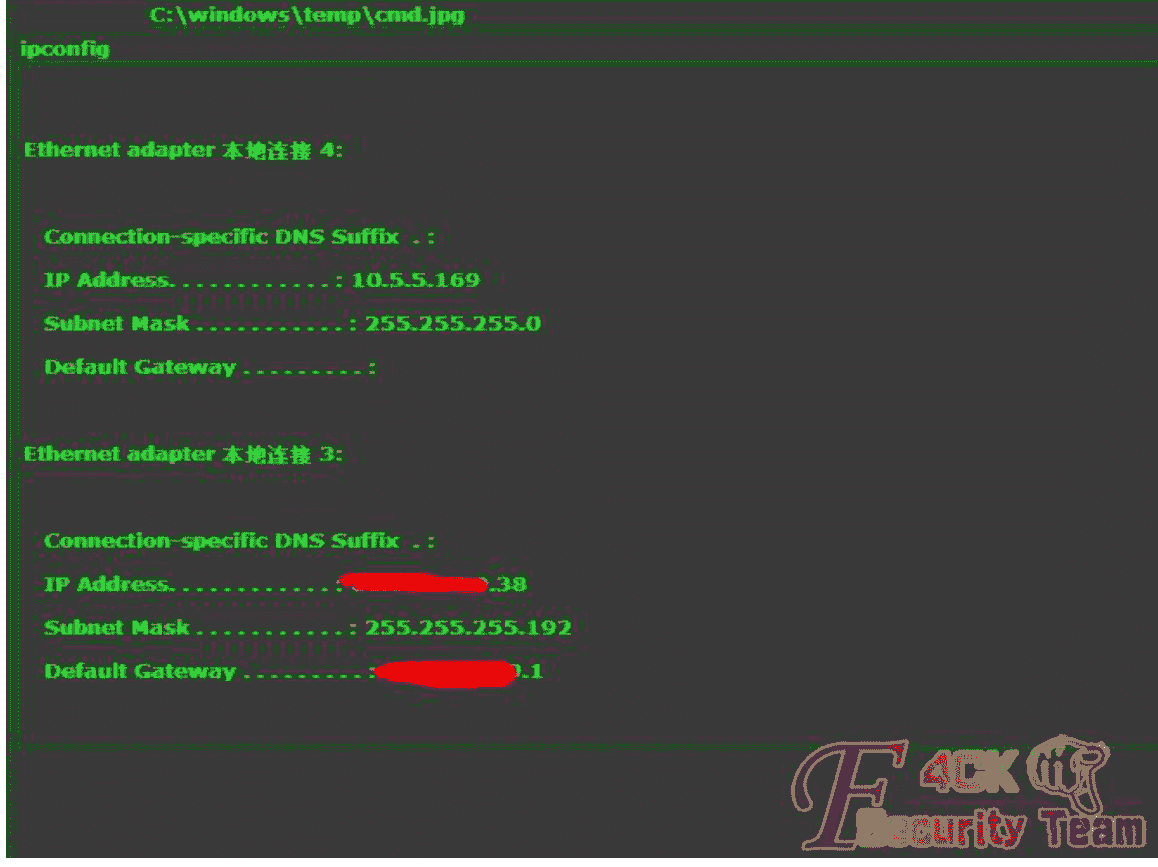 C:\windows\temp\cmd.jpg
ipconfig
Ethernet adapter 本地连接 4:
Connection-specific DNS Suffix . :
IP Address. . . . . . . . . . . . : 10.5.5.169
Subnet Mask . . . . . . . . . . . : 255.255.255.0
Default Gateway . . . . . . . . . :
Ethernet adapter 本地连接 3:
Connection-specific DNS Suffix . :
IP Address. . . . . . . . . . . . : .38
Subnet Mask . . . . . . . . . . . : 255.255.255.192
Default Gateway . . . . . . . . . : .1
F4CK
Security Team